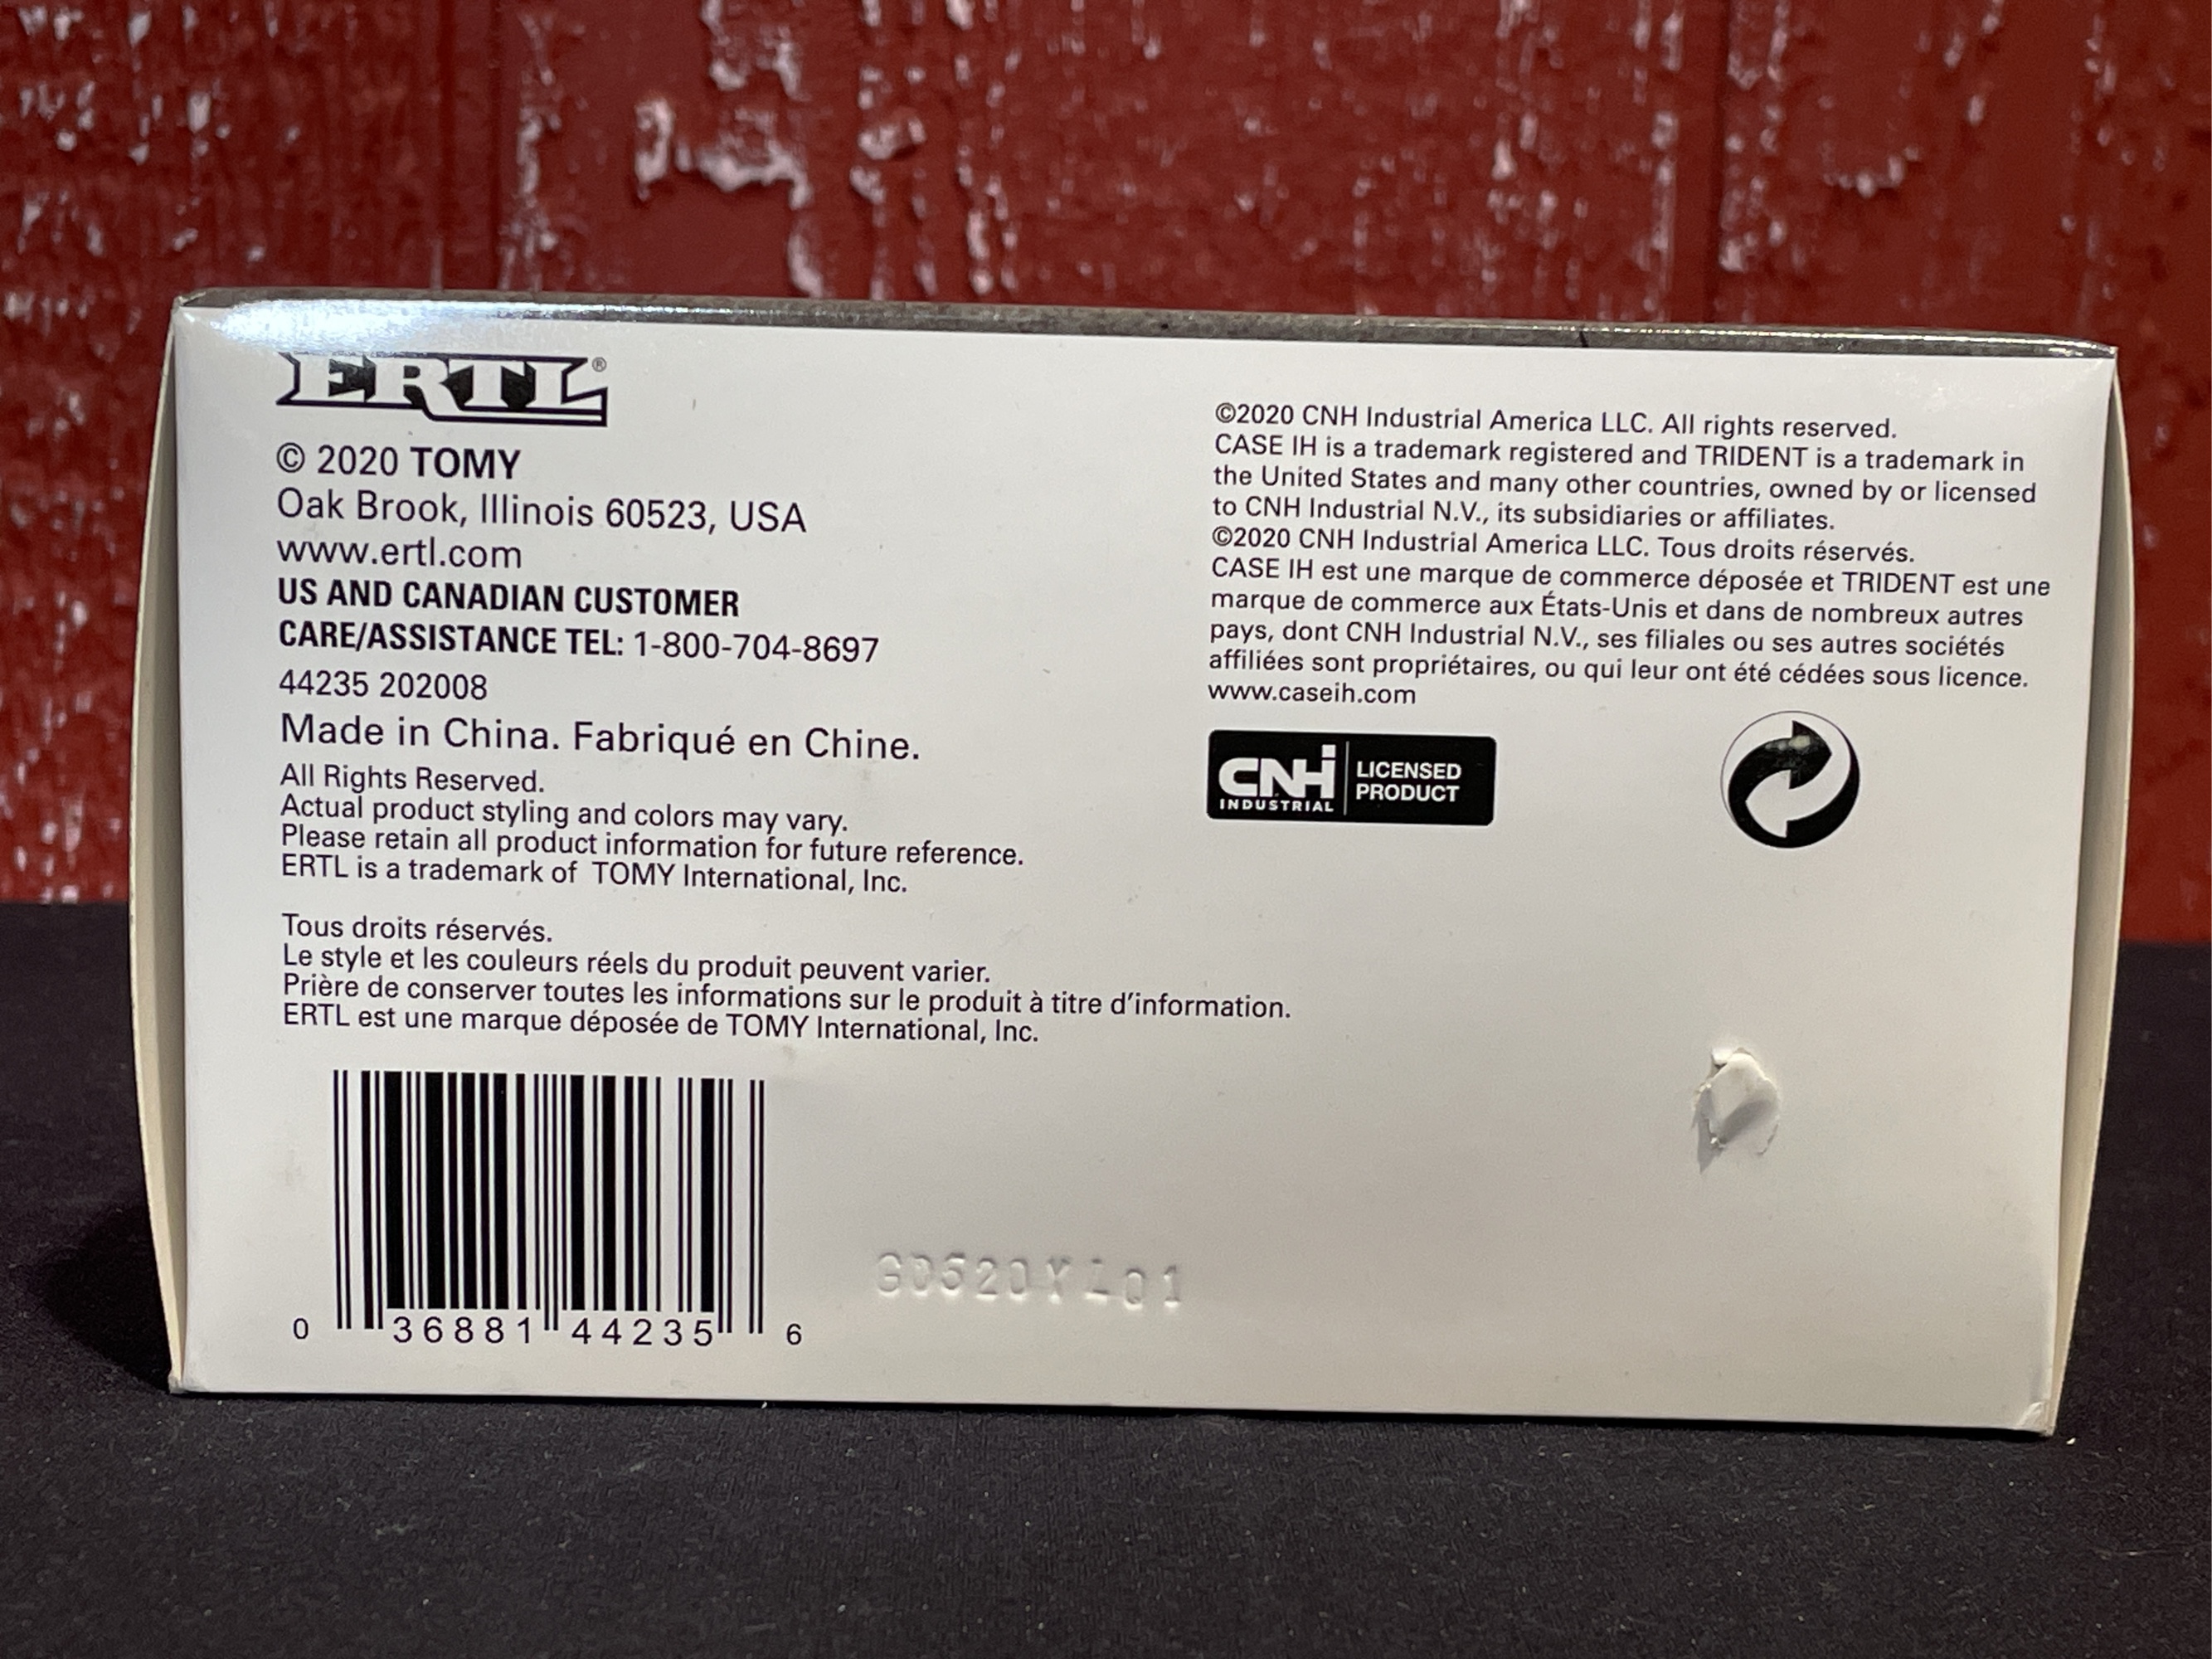 ERTL®
© 2020 TOMY
Oak Brook, Illinois 60523, USA
www.ertl.com
US AND CANADIAN CUSTOMER
CARE/ASSISTANCE TEL: 1-800-704-8697
44235 202008
Made in China. Fabriqué en Chine.
All Rights Reserved.
Actual product styling and colors may vary.
Please retain all product information for future reference.
ERTL is a trademark of TOMY International, Inc.
Tous droits réservés.
Le style et les couleurs réels du produit peuvent varier.
Prière de conserver toutes les informations sur le produit à titre d'information.
ERTL est une marque déposée de TOMY International, Inc.
0 36881 44235 6
©2020 CNH Industrial America LLC. All rights reserved.
CASE IH is a trademark registered and TRIDENT is a trademark in
the United States and many other countries, owned by or licensed
to CNH Industrial N.V., its subsidiaries or affiliates.
©2020 CNH Industrial America LLC. Tous droits réservés.
CASE IH est une marque de commerce déposée et TRIDENT est une
marque de commerce aux États-Unis et dans de nombreux autres
pays, dont CNH Industrial N.V., ses filiales ou ses autres sociétés
affiliées sont propriétaires, ou qui leur ont été cédées sous licence.
www.caseih.com
CNH
INDUSTRIAL
LICENSED
PRODUCT